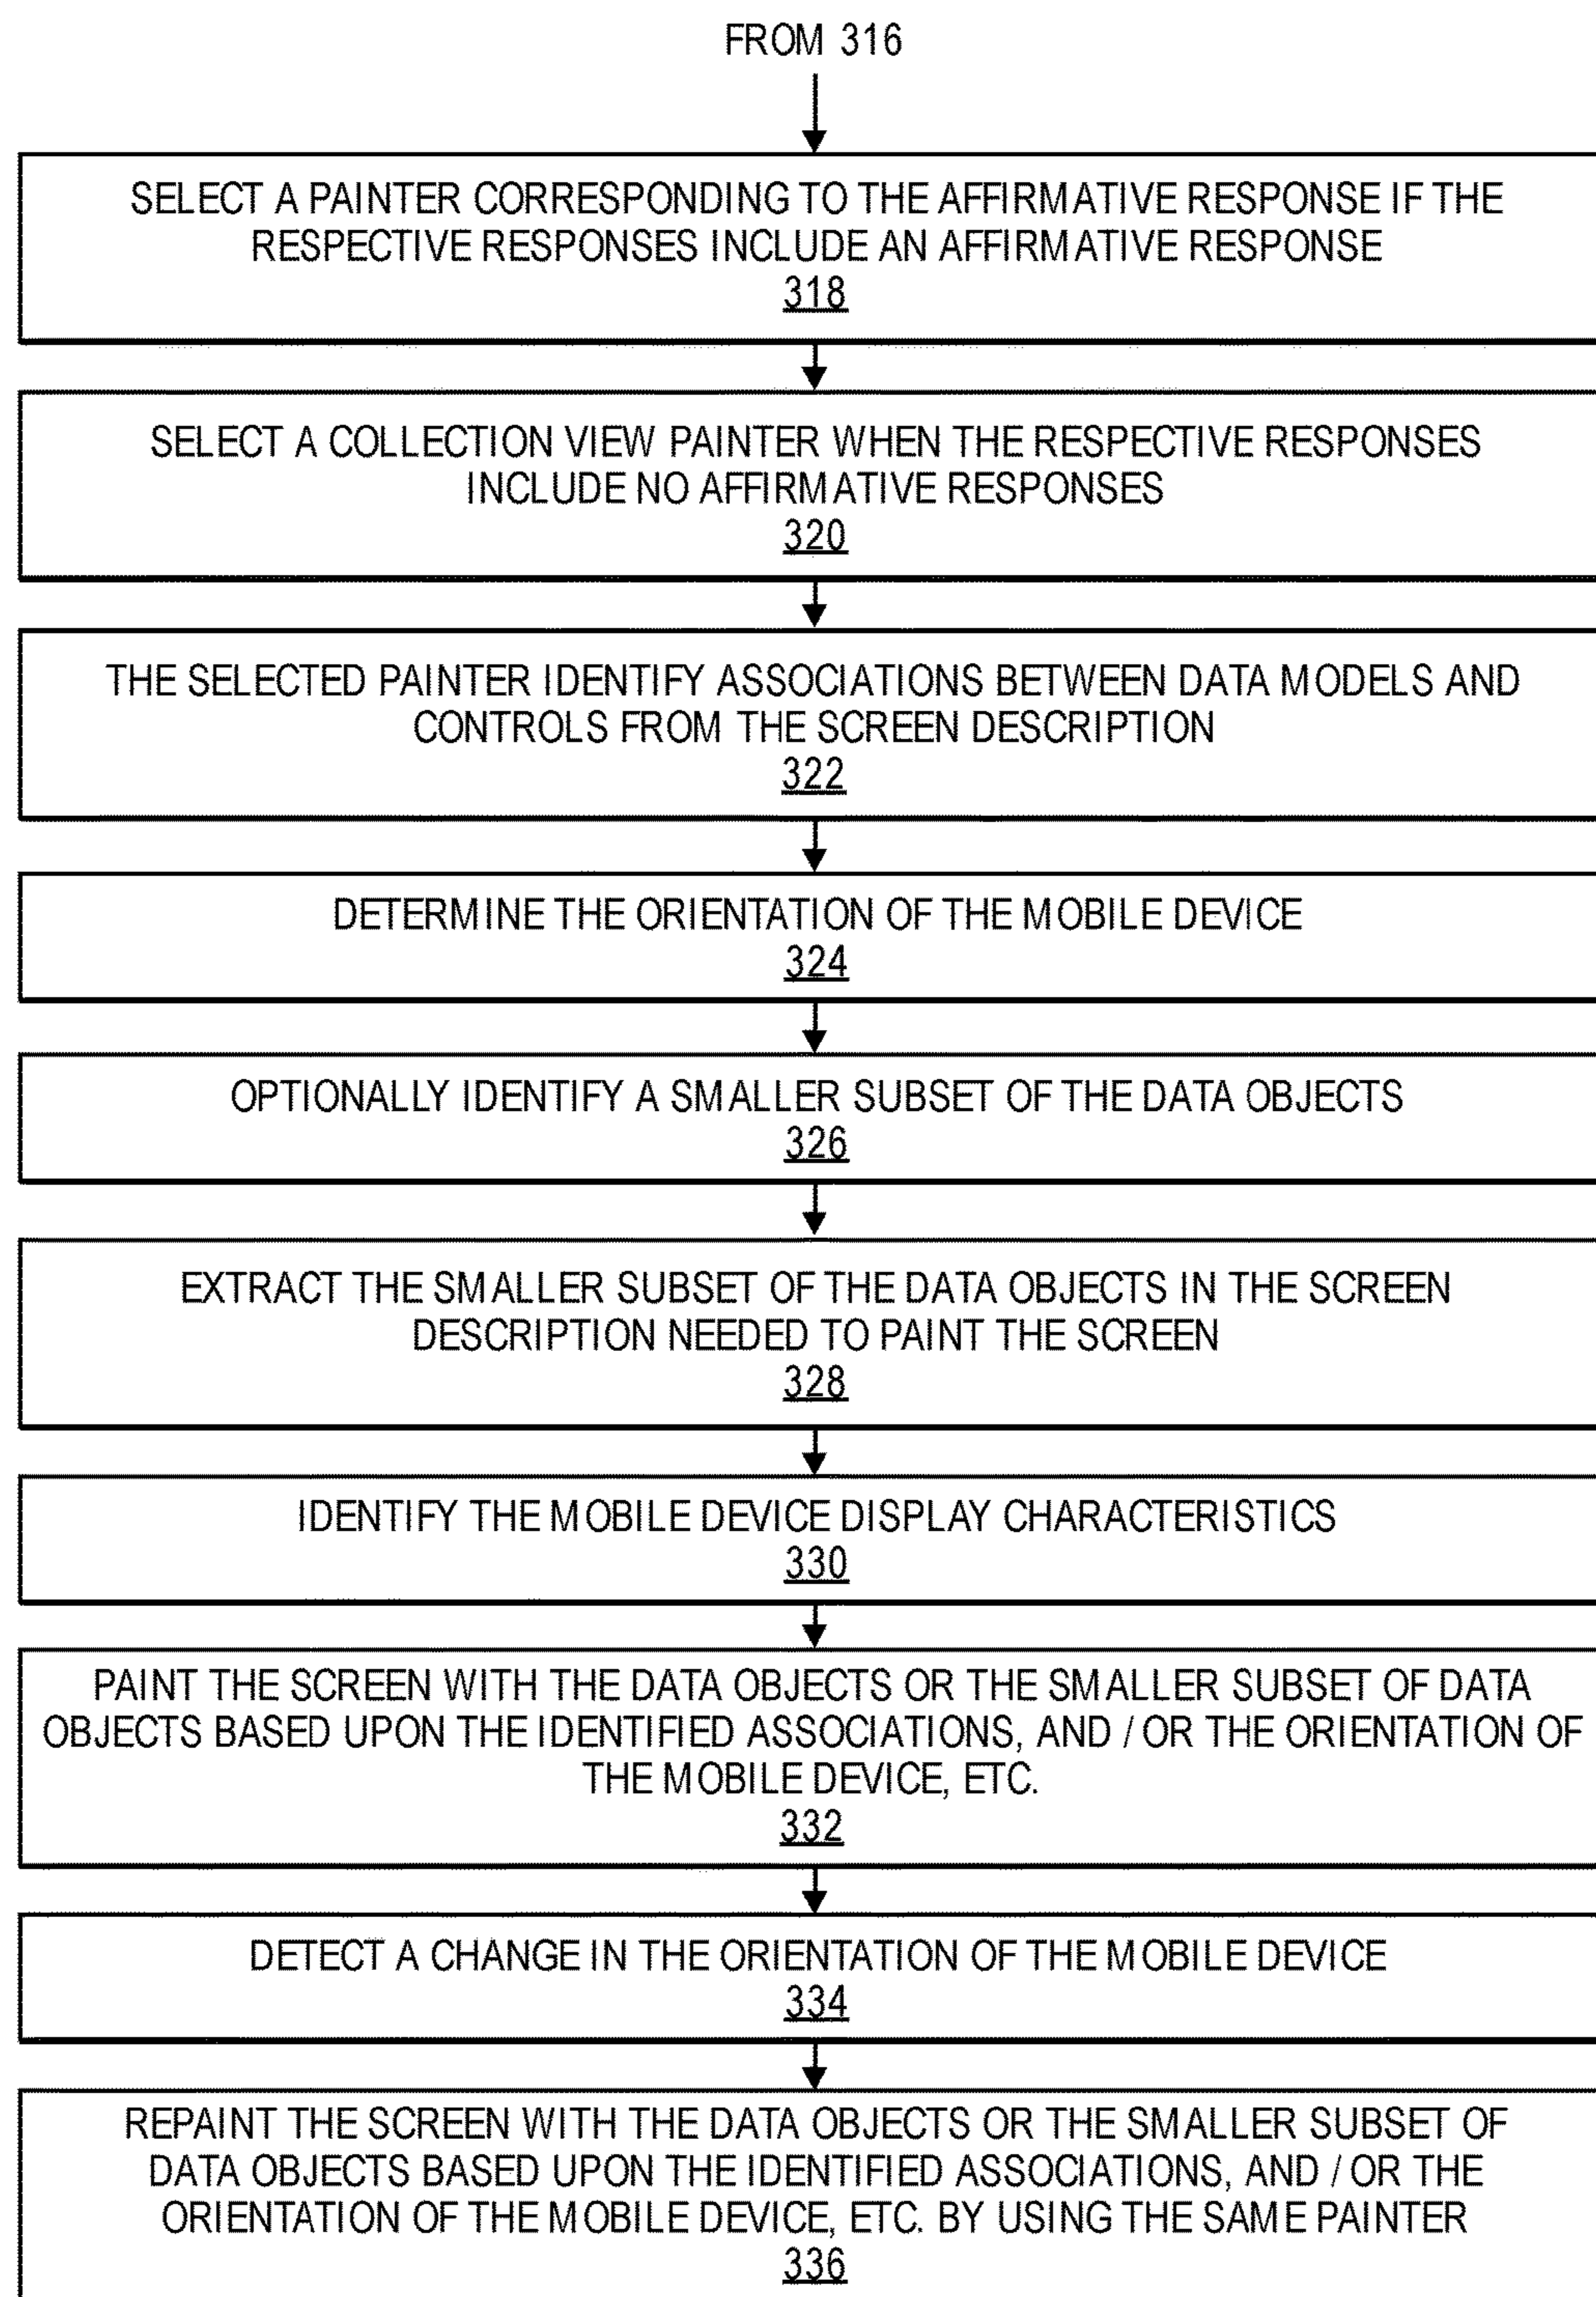 FROM 316
SELECT A PAINTER CORRESPONDING TO THE AFFIRMATIVE RESPONSE IF THE
RESPECTIVE RESPONSES INCLUDE AN AFFIRMATIVE RESPONSE
318
SELECT A COLLECTION VIEW PAINTER WHEN THE RESPECTIVE RESPONSES
INCLUDE NO AFFIRMATIVE RESPONSES
320
THE SELECTED PAINTER IDENTIFY ASSOCIATIONS BETWEEN DATA MODELS AND
CONTROLS FROM THE SCREEN DESCRIPTION
322
DETERMINE THE ORIENTATION OF THE MOBILE DEVICE
324
OPTIONALLY IDENTIFY A SMALLER SUBSET OF THE DATA OBJECTS
326
EXTRACT THE SMALLER SUBSET OF THE DATA OBJECTS IN THE SCREEN
DESCRIPTION NEEDED TO PAINT THE SCREEN
328
IDENTIFY THE MOBILE DEVICE DISPLAY CHARACTERISTICS
330
PAINT THE SCREEN WITH THE DATA OBJECTS OR THE SMALLER SUBSET OF DATA
OBJECTS BASED UPON THE IDENTIFIED ASSOCIATIONS, AND / OR THE ORIENTATION OF
THE MOBILE DEVICE, ETC.
332
DETECT A CHANGE IN THE ORIENTATION OF THE MOBILE DEVICE
334
REPAINT THE SCREEN WITH THE DATA OBJECTS OR THE SMALLER SUBSET OF
DATA OBJECTS BASED UPON THE IDENTIFIED ASSOCIATIONS, AND / OR THE
ORIENTATION OF THE MOBILE DEVICE, ETC. BY USING THE SAME PAINTER
336